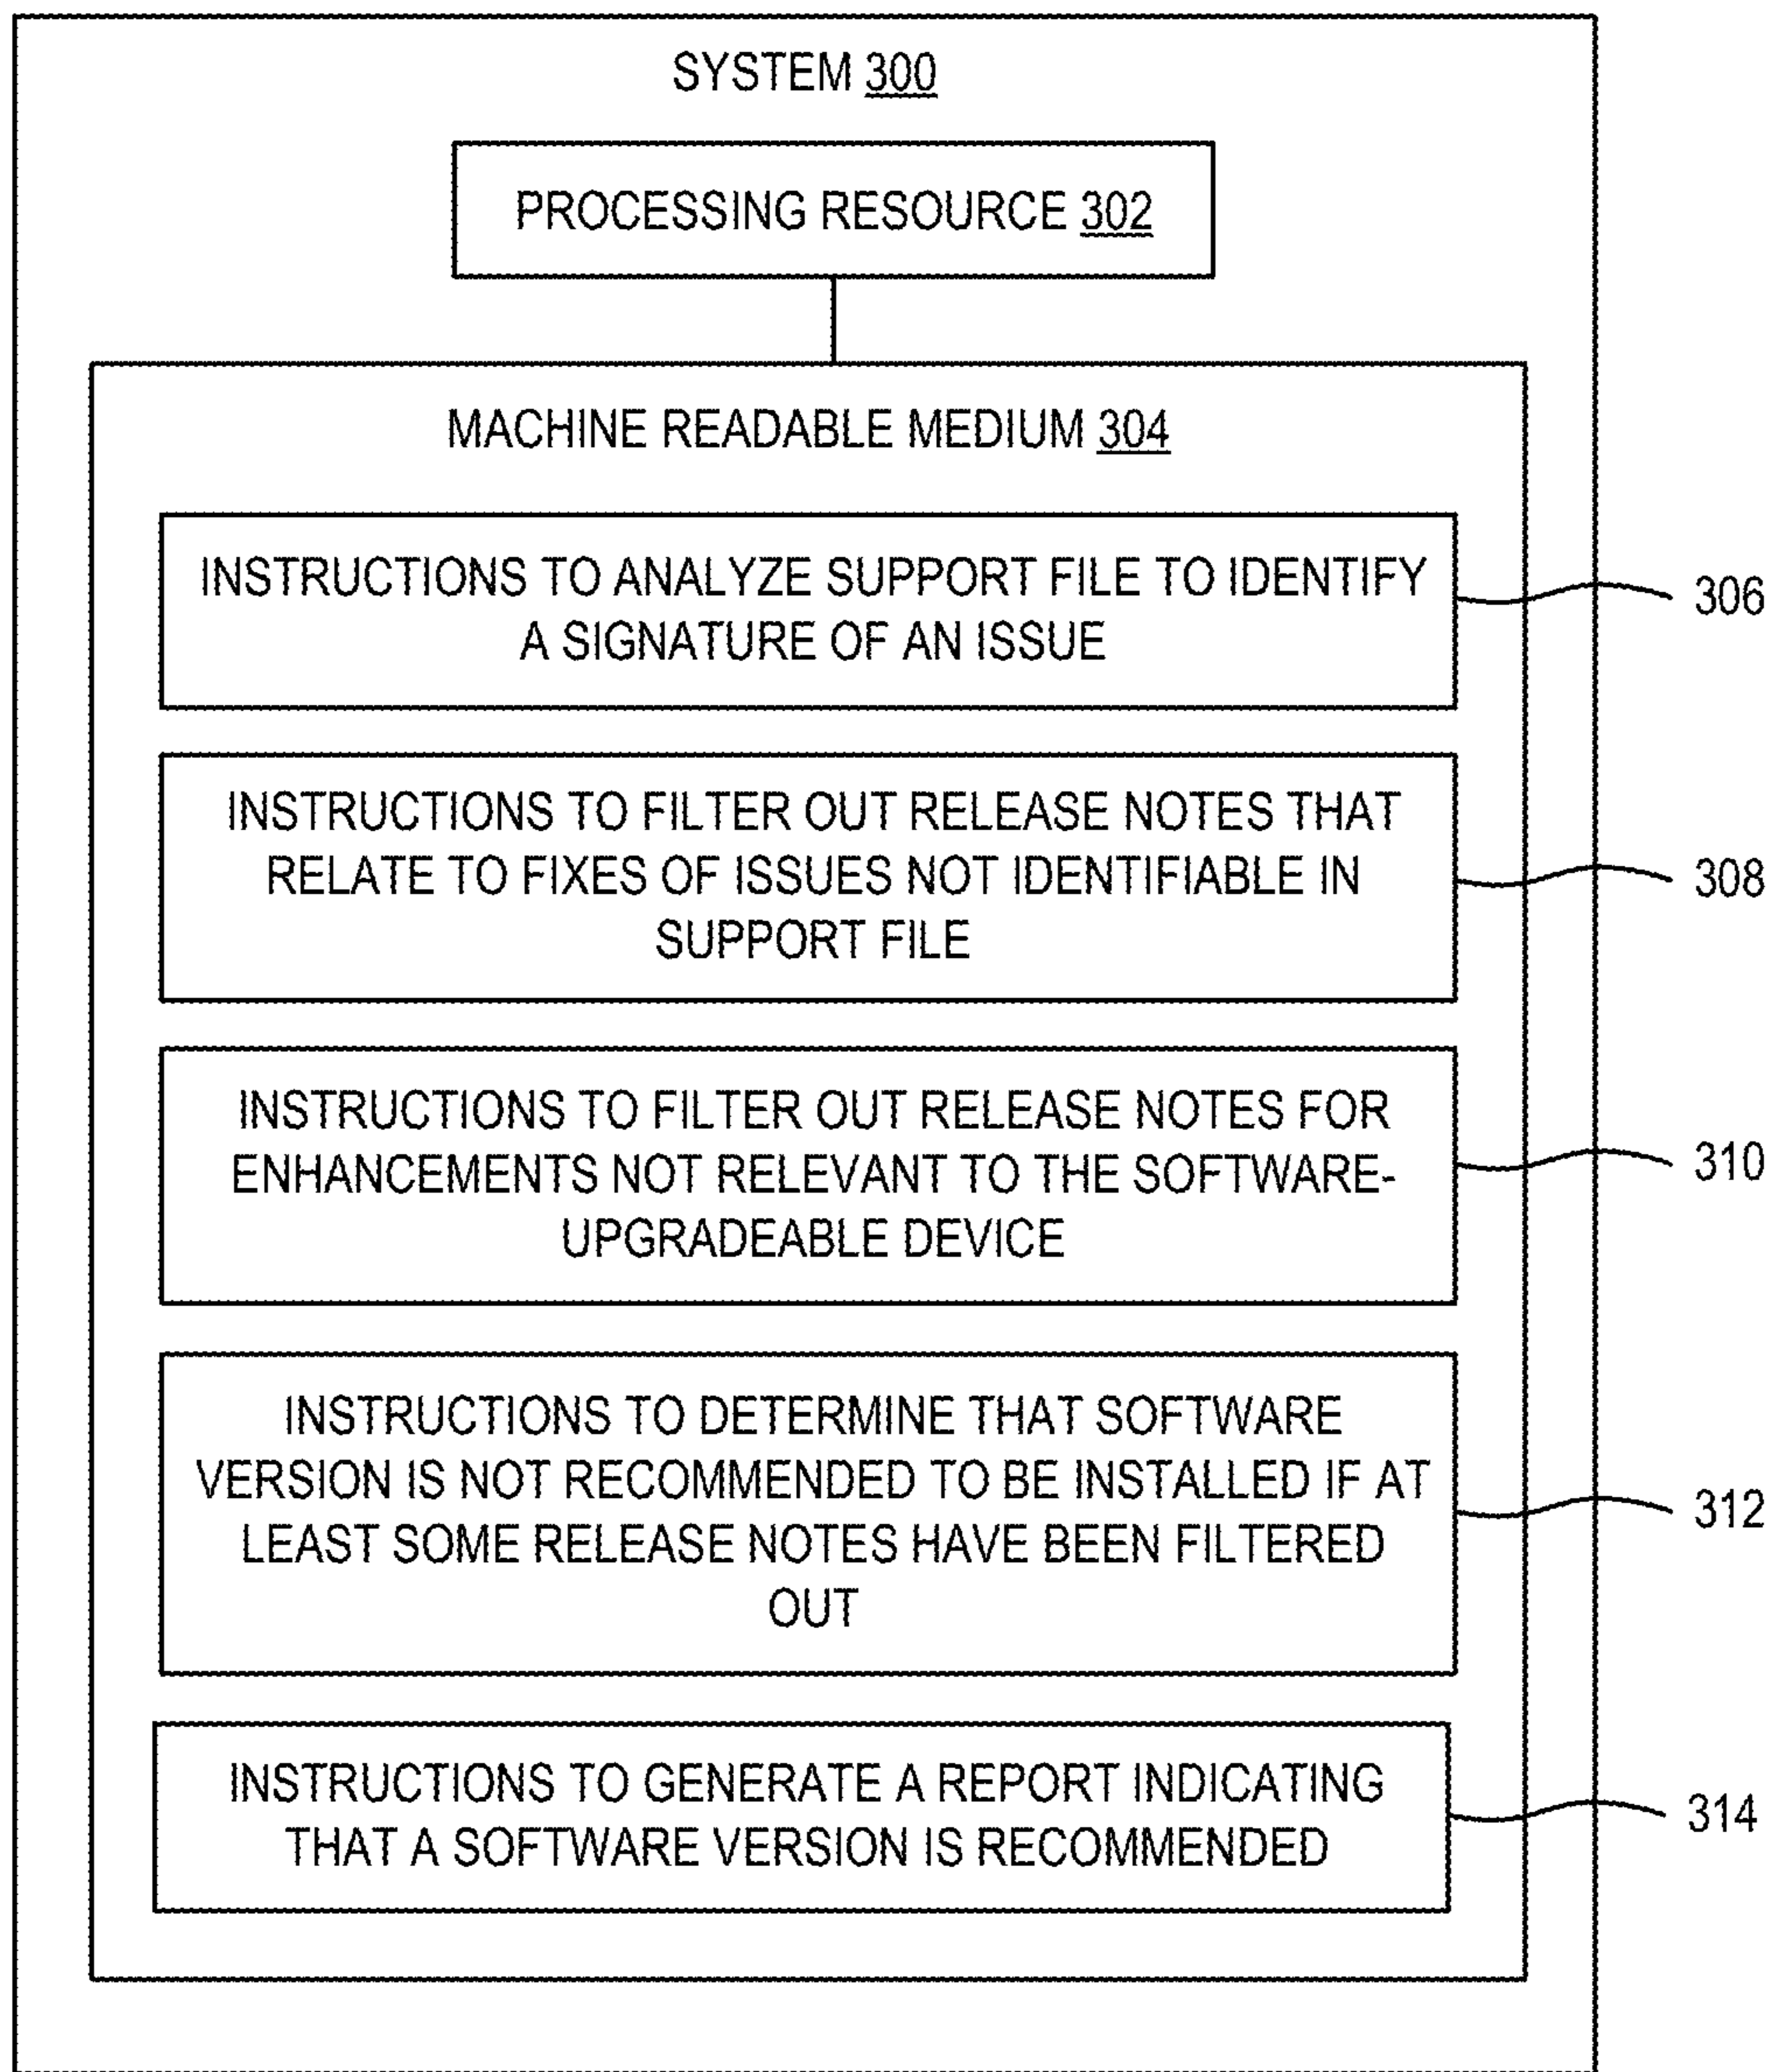 SYSTEM 300
PROCESSING RESOURCE 302
MACHINE READABLE MEDIUM 304
INSTRUCTIONS TO ANALYZE SUPPORT FILE TO IDENTIFY
A SIGNATURE OF AN ISSUE
306
INSTRUCTIONS TO FILTER OUT RELEASE NOTES THAT
RELATE TO FIXES OF ISSUES NOT IDENTIFIABLE IN
SUPPORT FILE
308
INSTRUCTIONS TO FILTER OUT RELEASE NOTES FOR
ENHANCEMENTS NOT RELEVANT TO THE SOFTWARE-
UPGRADEABLE DEVICE
310
INSTRUCTIONS TO DETERMINE THAT SOFTWARE
VERSION IS NOT RECOMMENDED TO BE INSTALLED IF AT
LEAST SOME RELEASE NOTES HAVE BEEN FILTERED
OUT
312
INSTRUCTIONS TO GENERATE A REPORT INDICATING
THAT A SOFTWARE VERSION IS RECOMMENDED
314